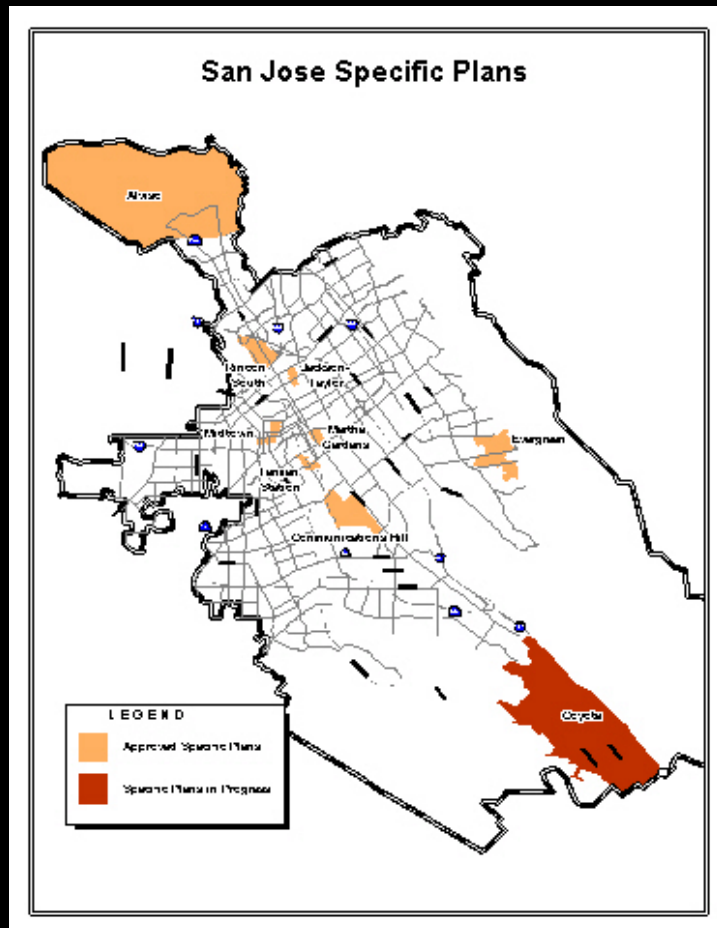 San Jose Specific Plans
Alviso
South
Jackson-
Taylor
Midtown
Martha
Gardens
Evergreen
Tamien
Station
Communications Hill
Coyote
LEGEND
Approved Specific Plans
Specific Plans in Progress